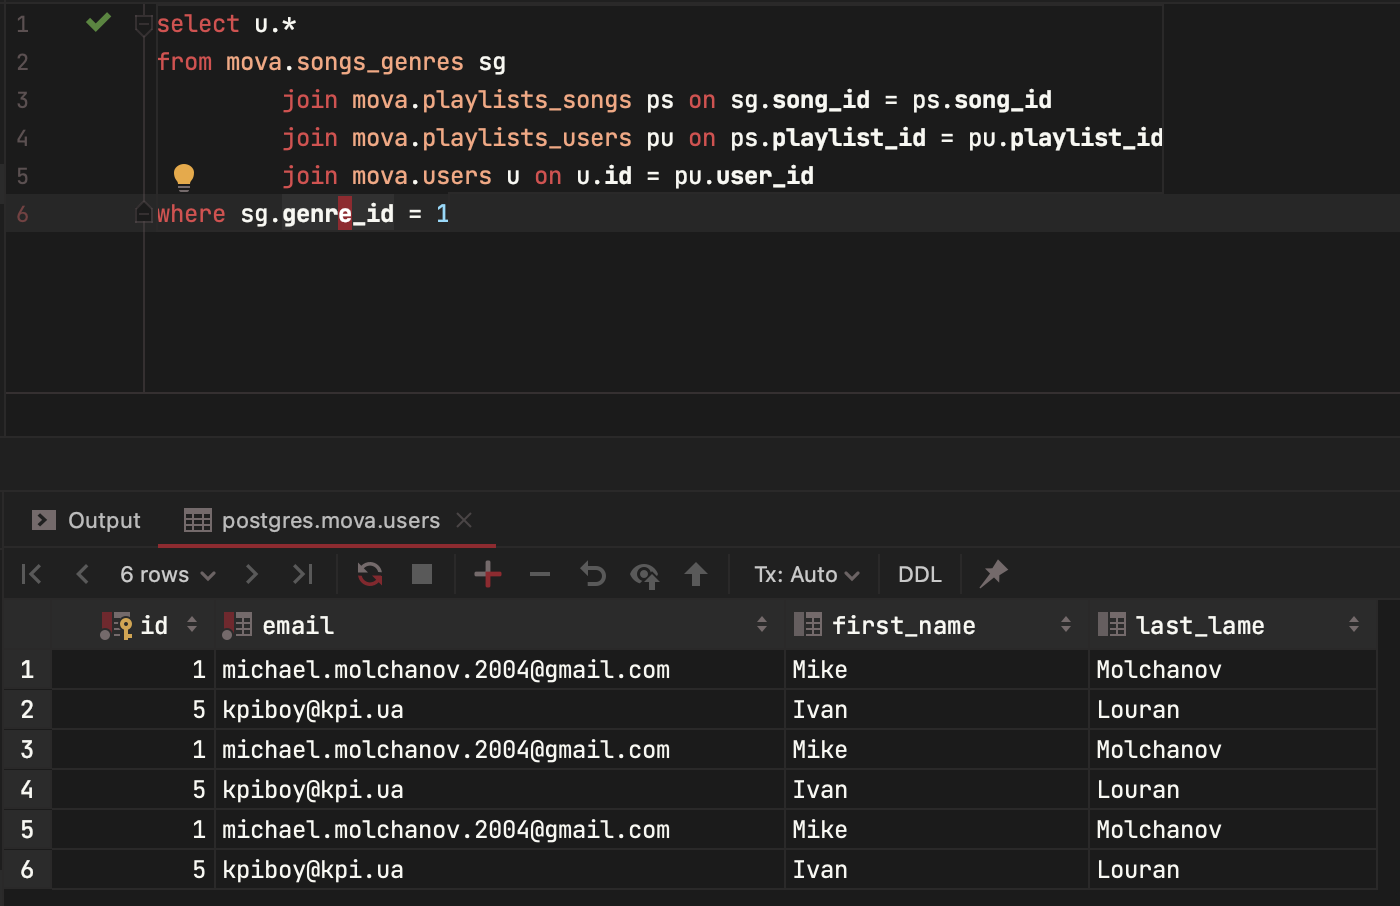 1 select u.*
2 from mova.songs_genres sg
3 join mova.playlists_songs ps on sg.song_id = ps.song_id
4 join mova.playlists_users pu on ps.playlist_id = pu.playlist_id
5 join mova.users u on u.id = pu.user_id
6 where sg.genre_id = 1
Output postgres.mova.users
6 rows Tx: Auto DDL
id email first_name last_lame
1 1 michael.molchanov.2004@gmail.com Mike Molchanov
2 5 kpiboy@kpi.ua Ivan Louran
3 1 michael.molchanov.2004@gmail.com Mike Molchanov
4 5 kpiboy@kpi.ua Ivan Louran
5 1 michael.molchanov.2004@gmail.com Mike Molchanov
6 5 kpiboy@kpi.ua Ivan Louran